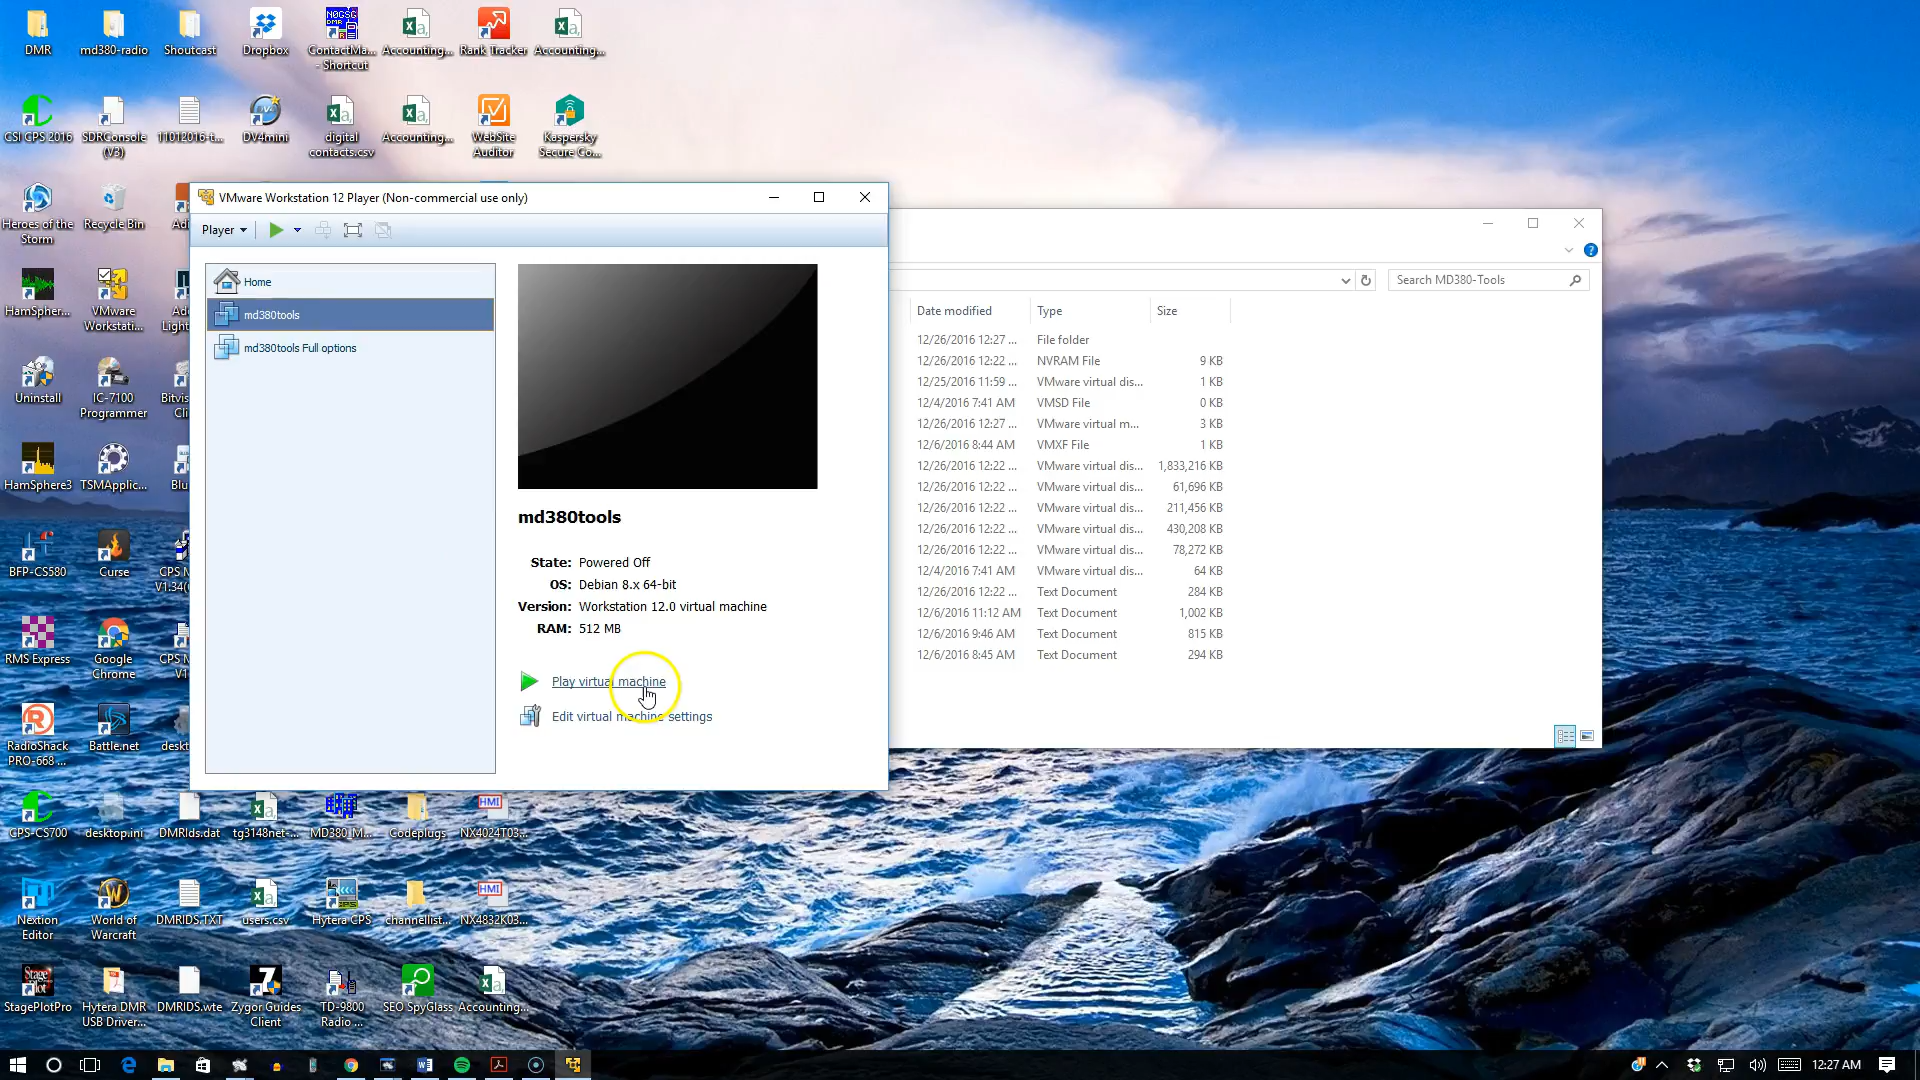 DMR
md380-radio
Shoutcast
Dropbox
ContactMa...
- Shortcut
Accounting...
Rank Tracker
Accounting...
CSI CPS 2016
SDRConsole
(V3)
11012016-t...
DV4mini
digital
contacts.csv
Accounting...
WebSite
Auditor
Kaspersky
Secure Co...
Heroes of the
Storm
Recycle Bin
VMware Workstation 12 Player (Non-commercial use only)
Player
Home
md380tools
md380tools Full options
md380tools
State: Powered Off
OS: Debian 8.x 64-bit
Version: Workstation 12.0 virtual machine
RAM: 512 MB
Play virtual machine
Edit virtual machine settings
Search MD380-Tools
Date modified Type Size
12/26/2016 12:27 ... File folder
12/26/2016 12:22 ... NVRAM File 9 KB
12/25/2016 11:59 ... VMware virtual dis... 1 KB
12/4/2016 7:41 AM VMSD File 0 KB
12/26/2016 12:27 ... VMware virtual m... 3 KB
12/6/2016 8:44 AM VMXF File 1 KB
12/26/2016 12:22 ... VMware virtual dis... 1,833,216 KB
12/26/2016 12:22 ... VMware virtual dis... 61,696 KB
12/26/2016 12:22 ... VMware virtual dis... 211,456 KB
12/26/2016 12:22 ... VMware virtual dis... 430,208 KB
12/26/2016 12:22 ... VMware virtual dis... 78,272 KB
12/4/2016 7:41 AM VMware virtual dis... 64 KB
12/26/2016 12:22 ... Text Document 284 KB
12/6/2016 11:12 AM Text Document 1,002 KB
12/6/2016 9:46 AM Text Document 815 KB
12/6/2016 8:45 AM Text Document 294 KB
HamSpher...
VMware
Workstati...
Ad
Light
Uninstall
IC-7100
Programmer
Bitvis
Cli
HamSphere3
TSMApplic...
Blu
BFP-CS580
Curse
CPS M
V1.34(
RMS Express
Google
Chrome
CPS M
V1
RadioShack
PRO-668 ...
Battle.net
deskt
CPS-CS700
desktop.ini
DMRIds.dat
tg3148net-...
MD380_M...
Codeplugs
HMI
NX4024T03...
Nextion
Editor
World of
Warcraft
DMRIDS.TXT
users.csv
Hytera CPS
channellist...
HMI
NX4832K03...
StagePlotPro
Hytera DMR
USB Driver...
DMRIDS.wte
Zygor Guides
Client
TD-9800
Radio ...
SEO SpyGlass
Accounting...
12:27 AM